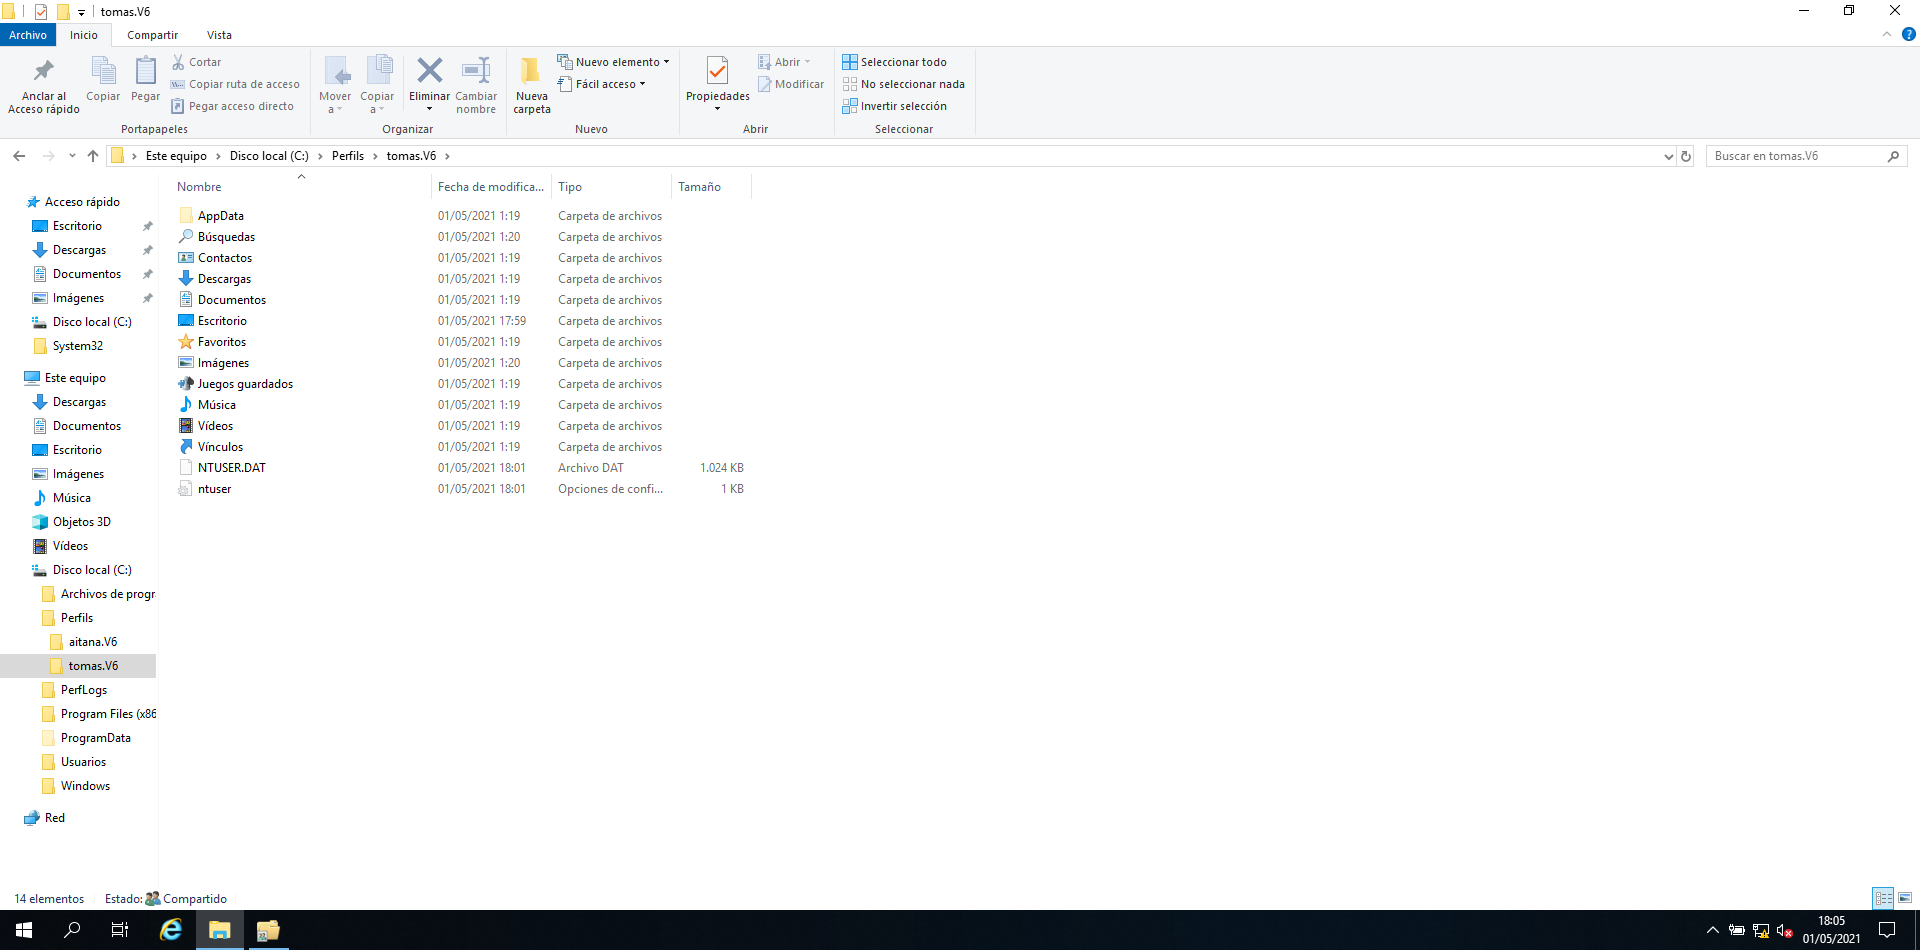 tomas.V6
Archivo Inicio Compartir Vista
Anclar al Acceso rápido
Copiar
Pegar
Cortar
Copiar ruta de acceso
Pegar acceso directo
Portapapeles
Mover a
Copiar a
Eliminar
Cambiar nombre
Organizar
Nueva carpeta
Nuevo elemento
Fácil acceso
Nuevo
Propiedades
Abrir
Modificar
Abrir
Seleccionar todo
No seleccionar nada
Invertir selección
Seleccionar
Este equipo > Disco local (C:) > Perfils > tomas.V6 >
Buscar en tomas.V6
Acceso rápido
Escritorio
Descargas
Documentos
Imágenes
Disco local (C:)
System32
Este equipo
Descargas
Documentos
Escritorio
Imágenes
Música
Objetos 3D
Vídeos
Disco local (C:)
Archivos de progr
Perfils
aitana.V6
tomas.V6
PerfLogs
Program Files (x86
ProgramData
Usuarios
Windows
Red
Nombre Fecha de modifica... Tipo Tamaño
AppData 01/05/2021 1:19 Carpeta de archivos
Búsquedas 01/05/2021 1:20 Carpeta de archivos
Contactos 01/05/2021 1:19 Carpeta de archivos
Descargas 01/05/2021 1:19 Carpeta de archivos
Documentos 01/05/2021 1:19 Carpeta de archivos
Escritorio 01/05/2021 17:59 Carpeta de archivos
Favoritos 01/05/2021 1:19 Carpeta de archivos
Imágenes 01/05/2021 1:20 Carpeta de archivos
Juegos guardados 01/05/2021 1:19 Carpeta de archivos
Música 01/05/2021 1:19 Carpeta de archivos
Vídeos 01/05/2021 1:19 Carpeta de archivos
Vínculos 01/05/2021 1:19 Carpeta de archivos
NTUSER.DAT 01/05/2021 18:01 Archivo DAT 1.024 KB
ntuser 01/05/2021 18:01 Opciones de confi... 1 KB
14 elementos Estado: Compartido
18:05
01/05/2021